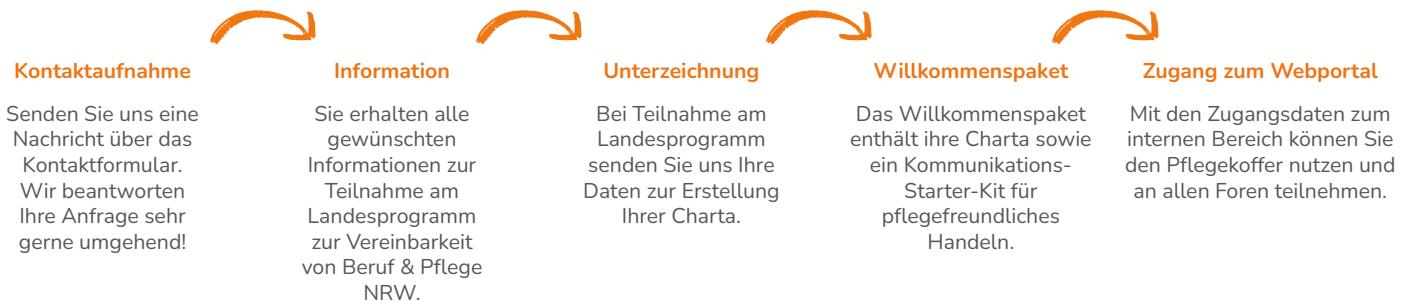 Kontaktaufnahme
Senden Sie uns eine
Nachricht über das
Kontaktformular.
Wir beantworten
Ihre Anfrage sehr
gerne umgehend!
Information
Sie erhalten alle
gewünschten
Informationen zur
Teilnahme am
Landesprogramm
zur Vereinbarkeit
von Beruf & Pflege
NRW.
Unterzeichnung
Bei Teilnahme am
Landesprogramm
senden Sie uns Ihre
Daten zur Erstellung
Ihrer Charta.
Willkommenspaket
Das Willkommenspaket
enthält ihre Charta sowie
ein Kommunikations-
Starter-Kit für
pflegefreundliches
Handeln.
Zugang zum Webportal
Mit den Zugangsdaten zum
internen Bereich können Sie
den Pflegekoffer nutzen und
an allen Foren teilnehmen.